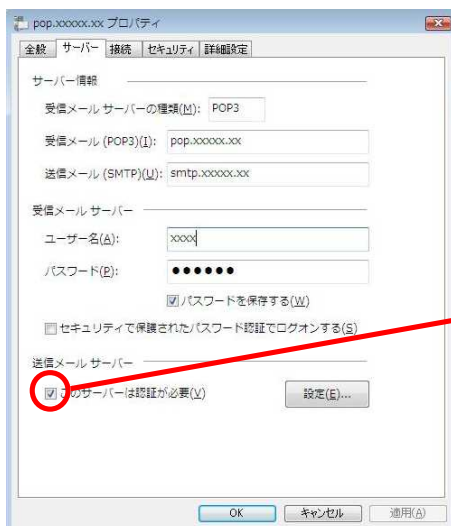 pop.xxxxx.xx プロパティ
全般 サーバー 接続 セキュリティ 詳細設定
サーバー情報
受信メール サーバーの種類(M): POP3
受信メール (POP3)(I): pop.xxxxx.xx
送信メール (SMTP)(U): smtp.xxxxx.xx
受信メール サーバー
ユーザー名(A): xxxx
パスワード(P): ●●●●●●
パスワードを保存する(W)
セキュリティで保護されたパスワード認証でログオンする(S)
送信メール サーバー
このサーバーは認証が必要(V) 設定(E)...
OK キャンセル 適用(A)